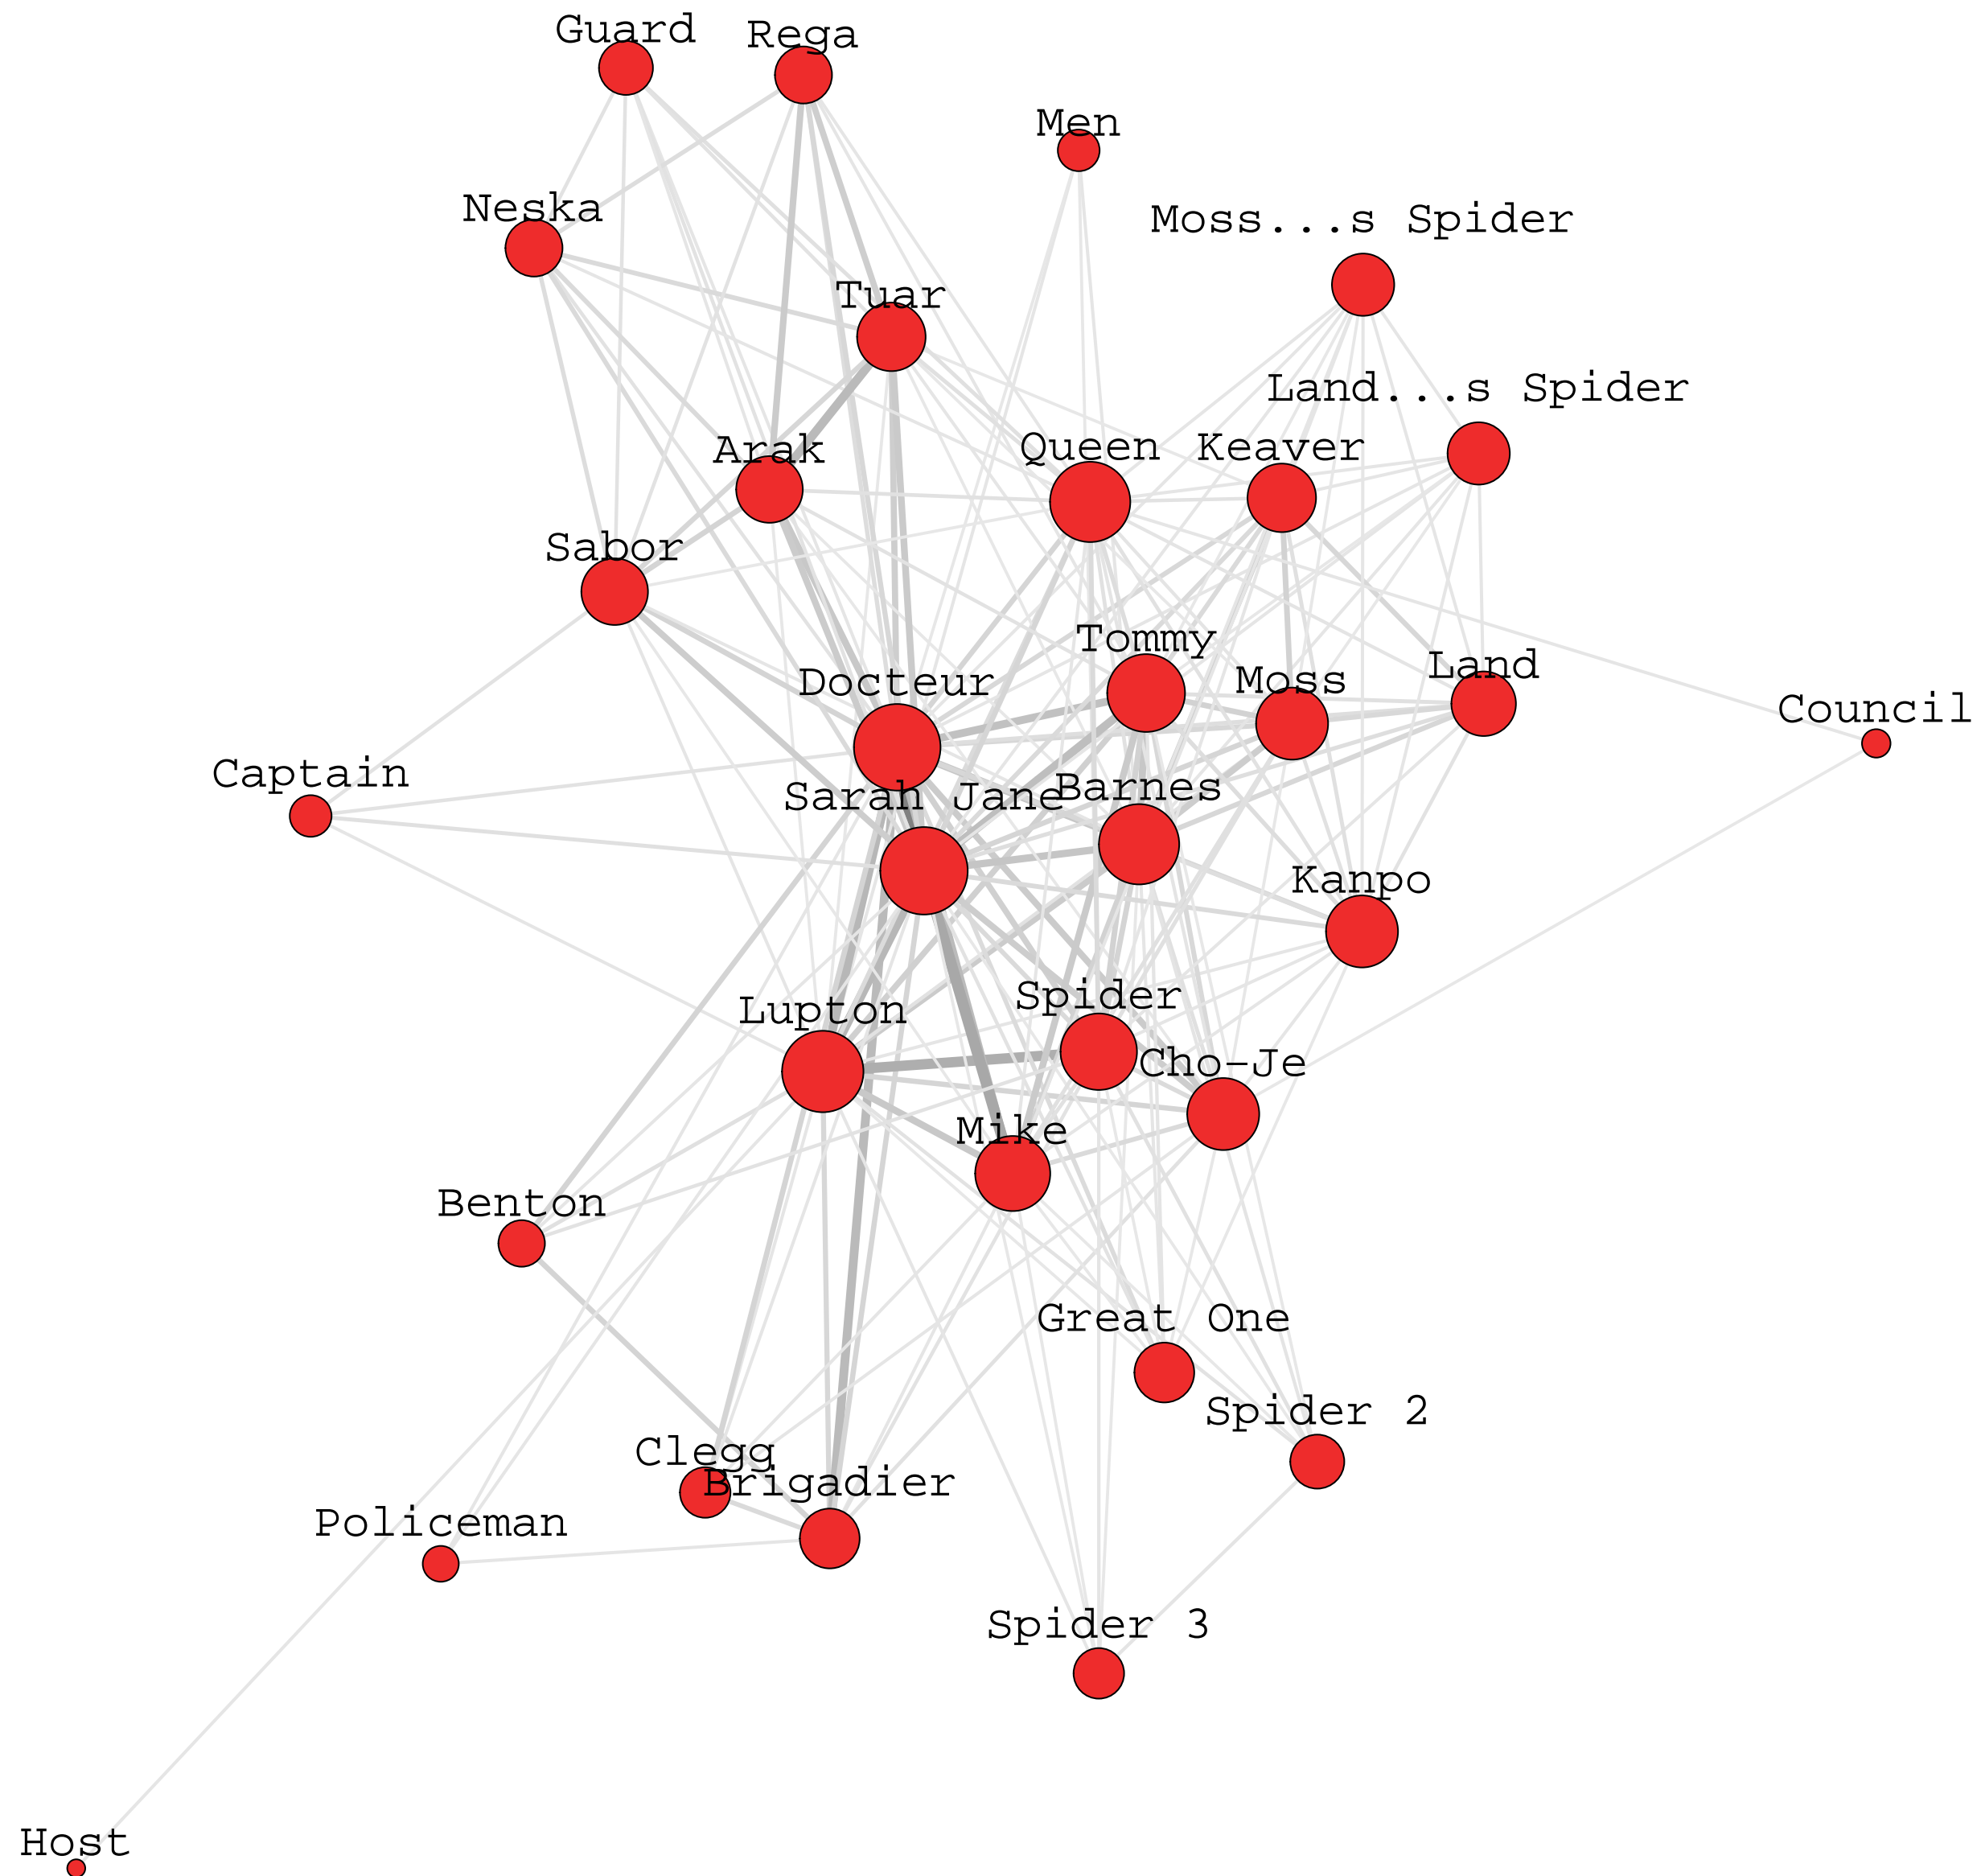 Guard
Rega
Men
Neska
Moss...s Spider
Tuar
Land...s Spider
Queen
Keaver
Arak
Sabor
Tommy
Docteur
Moss
Land
Council
Captain
Sarah Jane
Barnes
Kanpo
Lupton
Spider
Cho-Je
Mike
Benton
Great One
Spider 2
Clegg
Brigadier
Policeman
Spider 3
Host